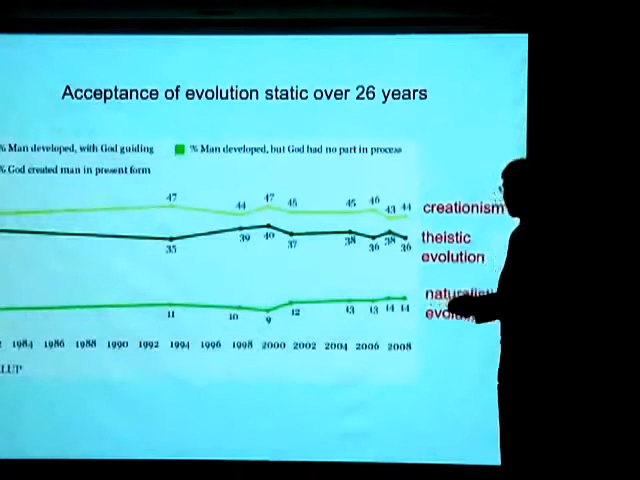 Acceptance of evolution static over 26 years
% Man developed, with God guiding % Man developed, but God had no part in process
% God created man in present form
47 44 47 45 45 46 43 44
creationism
35 39 40 37 38 36 38 36
theistic
evolution
11 10 9 12 13 13 14 14
1984 1986 1988 1990 1992 1994 1996 1998 2000 2002 2004 2006 2008
LUP